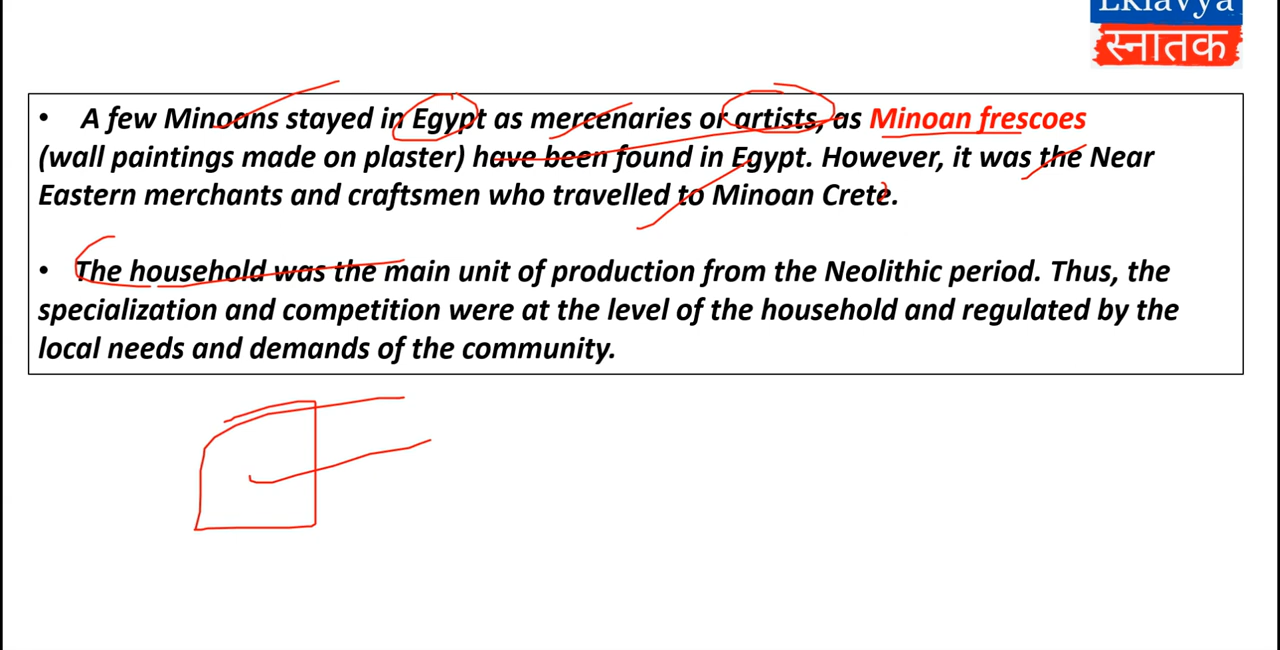 Eklavya
स्नातक
• A few Minoans stayed in Egypt as mercenaries or artists, as Minoan frescoes
(wall paintings made on plaster) have been found in Egypt. However, it was the Near
Eastern merchants and craftsmen who travelled to Minoan Crete.
• The household was the main unit of production from the Neolithic period. Thus, the
specialization and competition were at the level of the household and regulated by the
local needs and demands of the community.